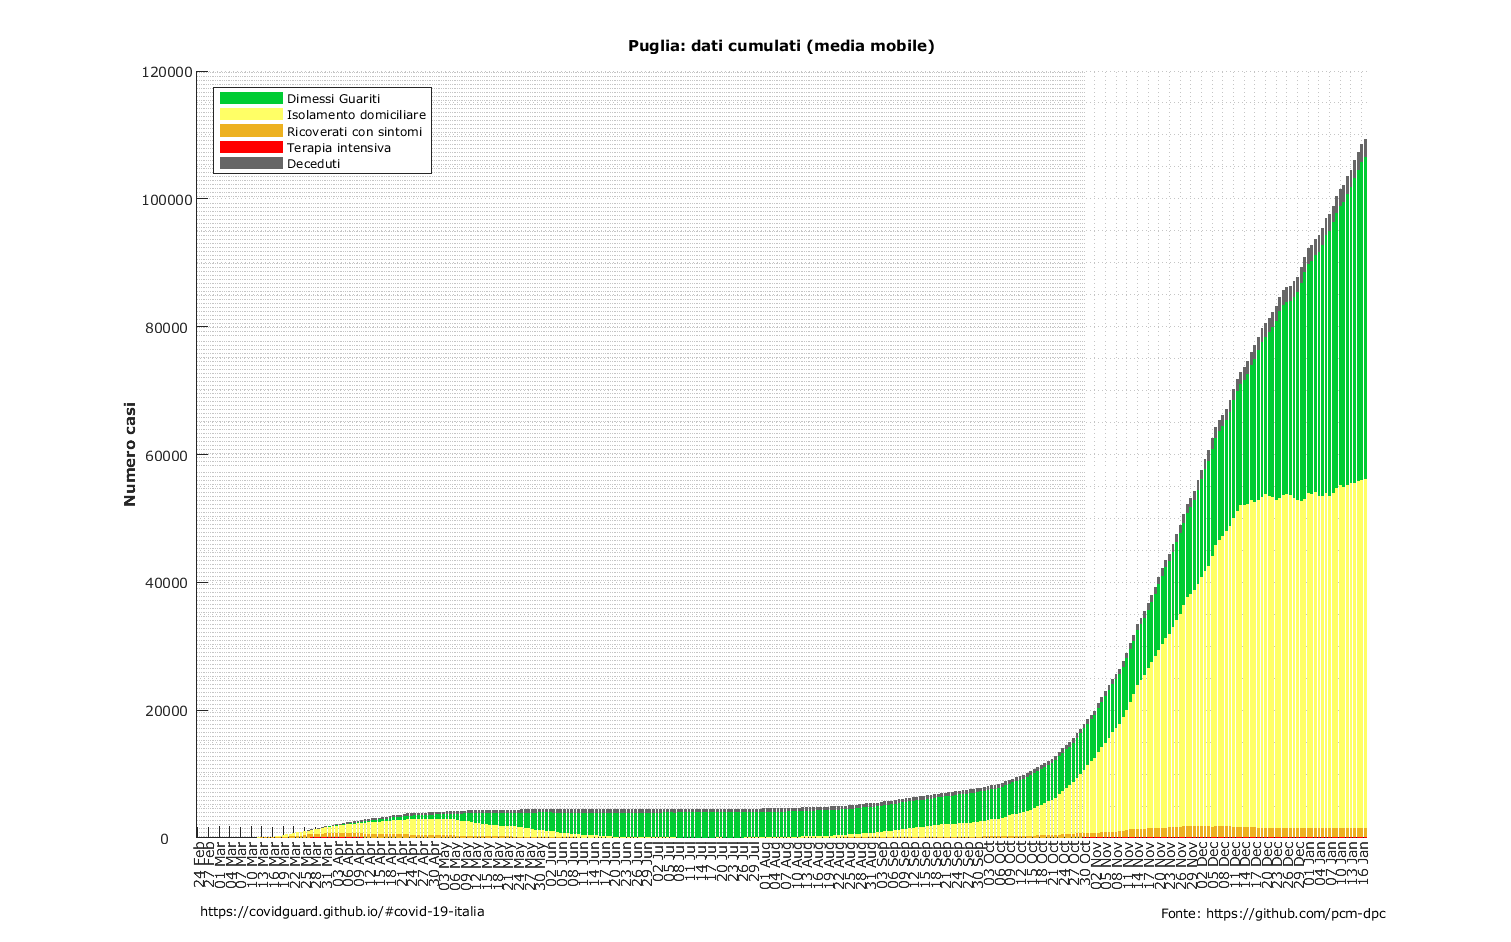 Puglia: dati cumulati (media mobile)
120000
100000
80000
60000
40000
20000
0
Numero casi
Dimessi Guariti
Isolamento domiciliare
Ricoverati con sintomi
Terapia intensiva
Deceduti
24 Feb
27 Feb
01 Mar
04 Mar
07 Mar
10 Mar
13 Mar
16 Mar
19 Mar
22 Mar
25 Mar
28 Mar
31 Mar
03 Apr
06 Apr
09 Apr
12 Apr
15 Apr
18 Apr
21 Apr
24 Apr
27 Apr
30 Apr
03 May
06 May
09 May
12 May
15 May
18 May
21 May
24 May
27 May
30 May
02 Jun
05 Jun
08 Jun
11 Jun
14 Jun
17 Jun
20 Jun
23 Jun
26 Jun
29 Jun
02 Jul
05 Jul
08 Jul
11 Jul
14 Jul
17 Jul
20 Jul
23 Jul
26 Jul
29 Jul
01 Aug
04 Aug
07 Aug
10 Aug
13 Aug
16 Aug
19 Aug
22 Aug
25 Aug
28 Aug
31 Aug
03 Sep
06 Sep
09 Sep
12 Sep
15 Sep
18 Sep
21 Sep
24 Sep
27 Sep
30 Sep
03 Oct
06 Oct
09 Oct
12 Oct
15 Oct
18 Oct
21 Oct
24 Oct
27 Oct
30 Oct
02 Nov
05 Nov
08 Nov
11 Nov
14 Nov
17 Nov
20 Nov
23 Nov
26 Nov
29 Nov
02 Dec
05 Dec
08 Dec
11 Dec
14 Dec
17 Dec
20 Dec
23 Dec
26 Dec
29 Dec
01 Jan
04 Jan
07 Jan
10 Jan
13 Jan
16 Jan
https://covidguard.github.io/#covid-19-italia
Fonte: https://github.com/pcm-dpc